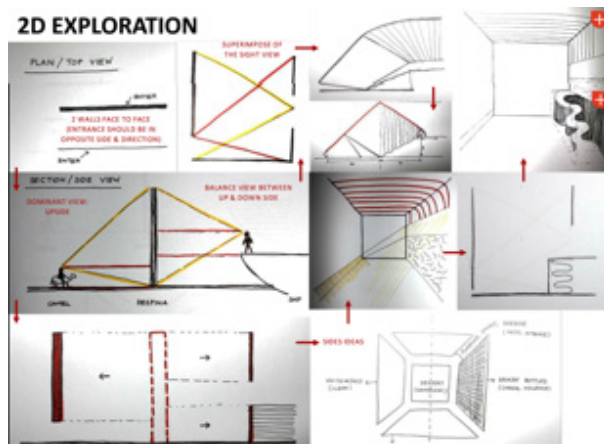 2D EXPLORATION
PLAN / TOP VIEW
ENTER
2 WALLS FACE TO FACE
(ENTRANCE SHOULD BE IN
OPPOSITE SIDE & DIRECTION)
ENTER
SUPERIMPOSE OF
THE SIGHT VIEW
SECTION / SIDE VIEW
DOMINANT VIEW:
UPSIDE
BALANCE VIEW BETWEEN
UP & DOWN SIDE
CAMEL
DESPINA
SHIP
SIDES IDEAS